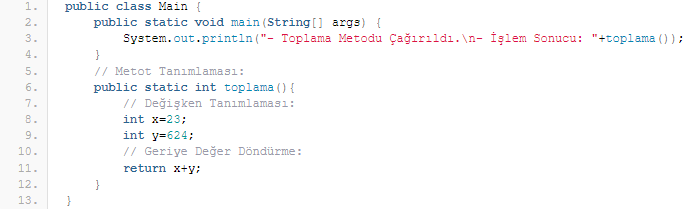 1. public class Main {
2. public static void main(String[] args) {
3. System.out.println("- Toplama Metodu Çağırıldı.\n- İşlem Sonucu: "+toplama());
4. }
5. // Metot Tanımlaması:
6. public static int toplama(){
7. // Değişken Tanımlaması:
8. int x=23;
9. int y=624;
10. // Geriye Değer Döndürme:
11. return x+y;
12. }
13. }